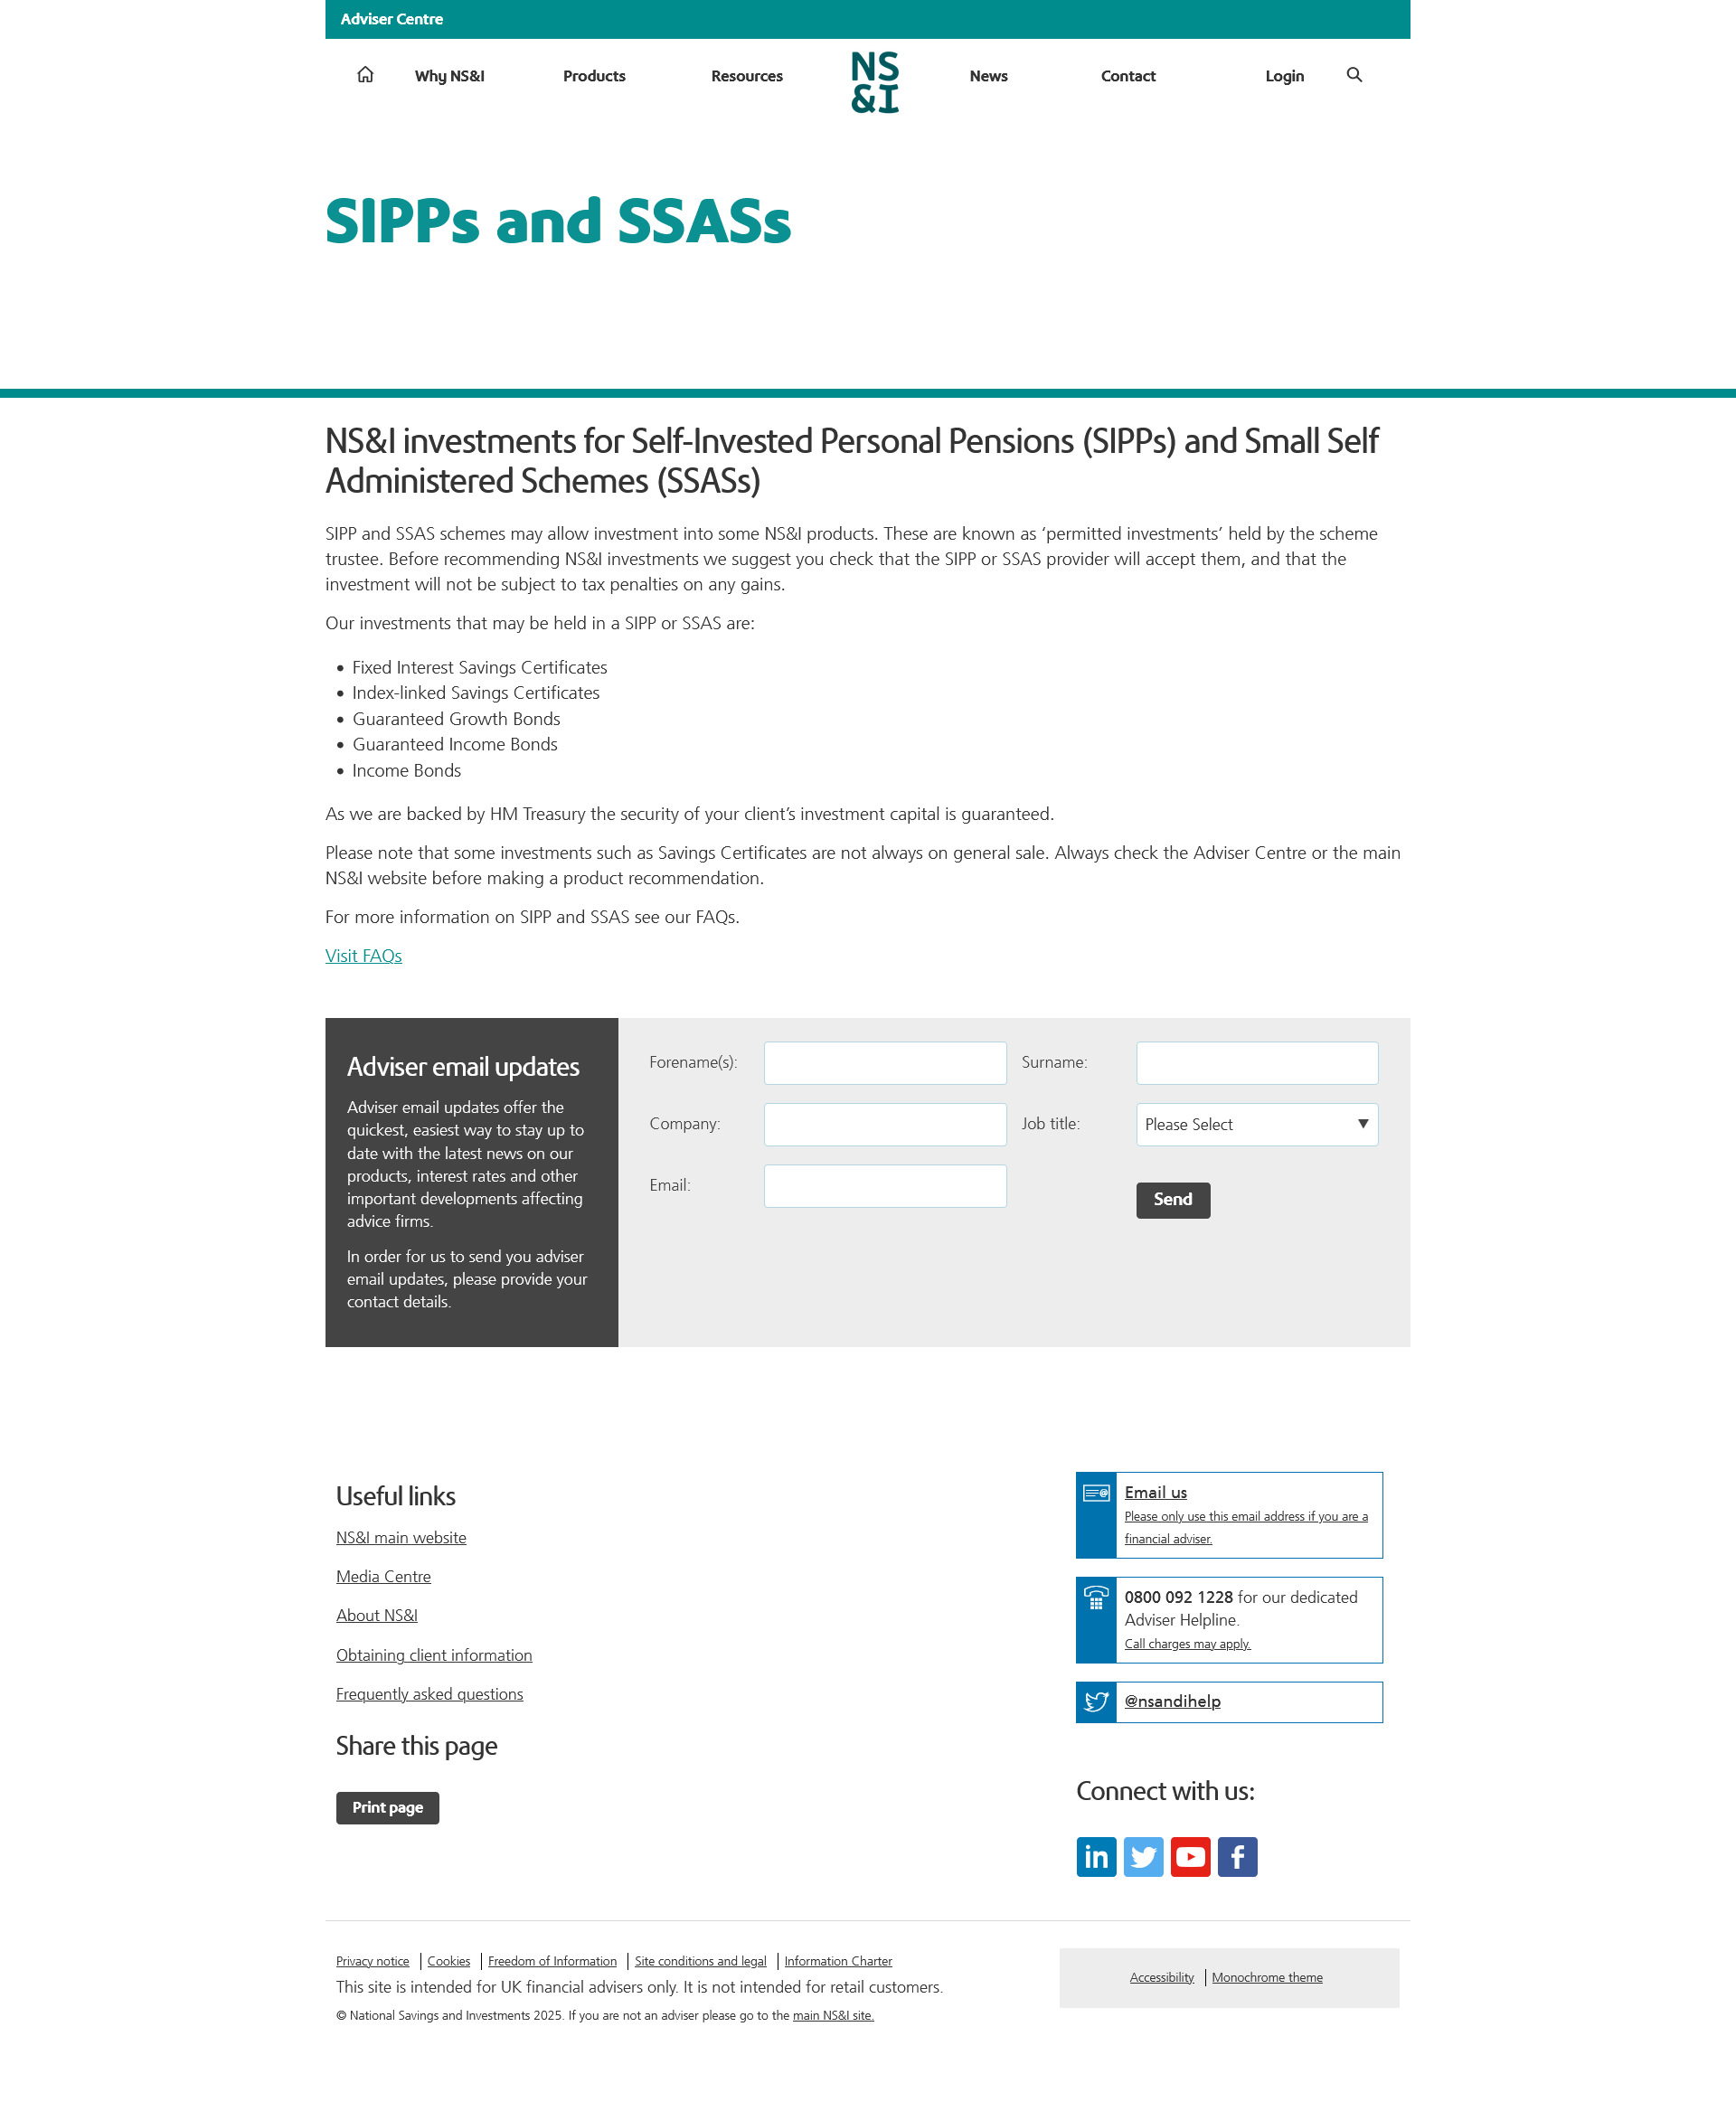 Adviser Centre
Why NS&I
Products
Resources
NS
&I
News
Contact
Login
SIPPs and SSASs
NS&I investments for Self-Invested Personal Pensions (SIPPs) and Small Self
Administered Schemes (SSASs)
SIPP and SSAS schemes may allow investment into some NS&I products. These are known as ‘permitted investments’ held by the scheme
trustee. Before recommending NS&I investments we suggest you check that the SIPP or SSAS provider will accept them, and that the
investment will not be subject to tax penalties on any gains.
Our investments that may be held in a SIPP or SSAS are:
• Fixed Interest Savings Certificates
• Index-linked Savings Certificates
• Guaranteed Growth Bonds
• Guaranteed Income Bonds
• Income Bonds
As we are backed by HM Treasury the security of your client’s investment capital is guaranteed.
Please note that some investments such as Savings Certificates are not always on general sale. Always check the Adviser Centre or the main
NS&I website before making a product recommendation.
For more information on SIPP and SSAS see our FAQs.
Visit FAQs
Adviser email updates
Adviser email updates offer the
quickest, easiest way to stay up to
date with the latest news on our
products, interest rates and other
important developments affecting
advice firms.
In order for us to send you adviser
email updates, please provide your
contact details.
Forename(s):
Surname:
Company:
Job title:
Please Select
Email:
Send
Useful links
NS&I main website
Media Centre
About NS&I
Obtaining client information
Frequently asked questions
Share this page
Print page
Email us
Please only use this email address if you are a
financial adviser.
0800 092 1228 for our dedicated
Adviser Helpline.
Call charges may apply.
@nsandihelp
Connect with us:
Privacy notice | Cookies | Freedom of Information | Site conditions and legal | Information Charter
This site is intended for UK financial advisers only. It is not intended for retail customers.
© National Savings and Investments 2025. If you are not an adviser please go to the main NS&I site.
Accessibility | Monochrome theme